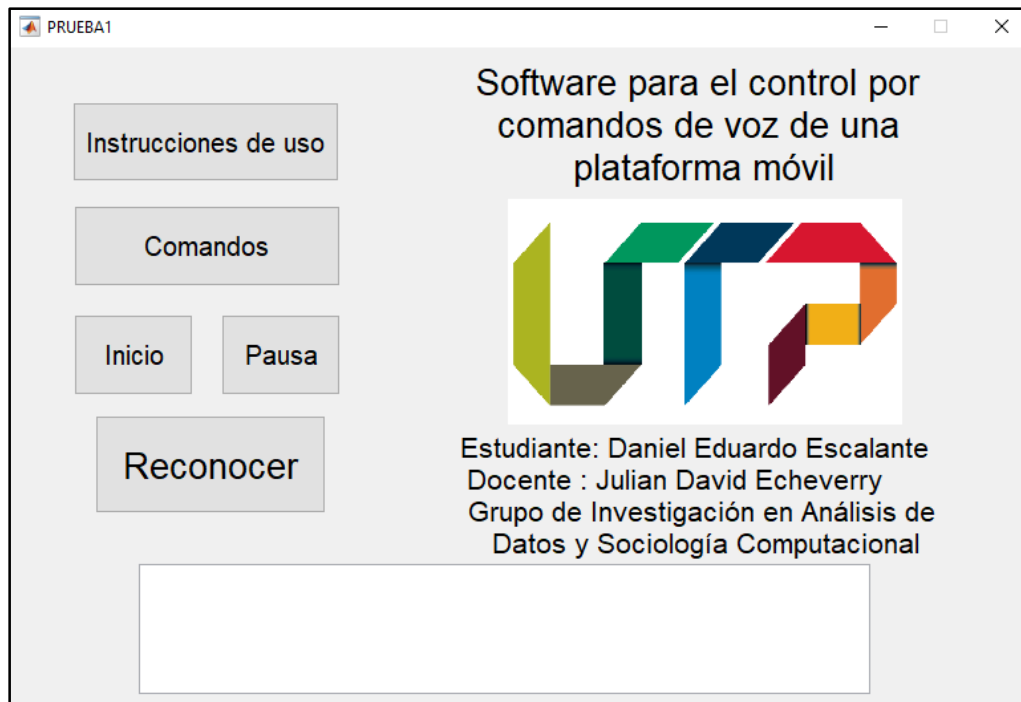 PRUEBA1
Software para el control por
comandos de voz de una
plataforma móvil
Instrucciones de uso
Comandos
Inicio
Pausa
Reconocer
UTP
Estudiante: Daniel Eduardo Escalante
Docente : Julian David Echeverry
Grupo de Investigación en Análisis de
Datos y Sociología Computacional